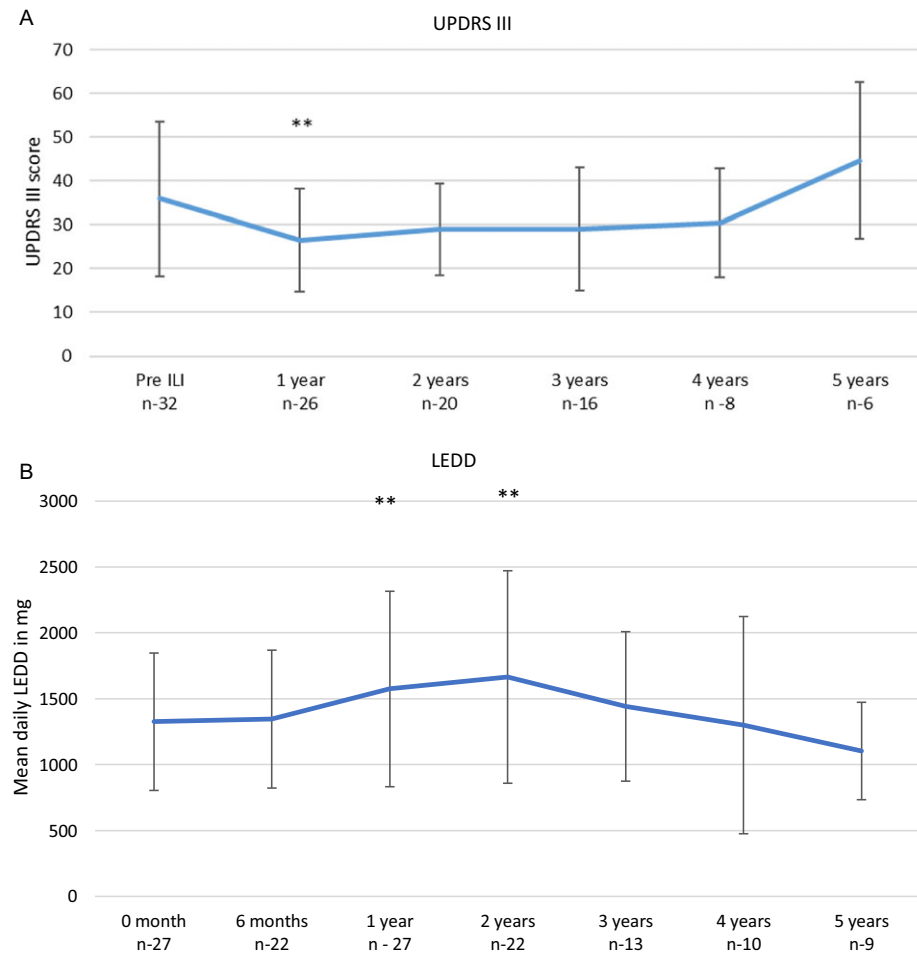 A
UPDRS III
70
60
50
40
30
20
10
0
UPDRS III score
**
Pre ILI 1 year 2 years 3 years 4 years 5 years
n-32 n-26 n-20 n-16 n -8 n-6
B
LEDD
3000
2500
2000
1500
1000
500
0
Mean daily LEDD in mg
** **
0 month 6 months 1 year 2 years 3 years 4 years 5 years
n-27 n-22 n - 27 n-22 n-13 n-10 n-9